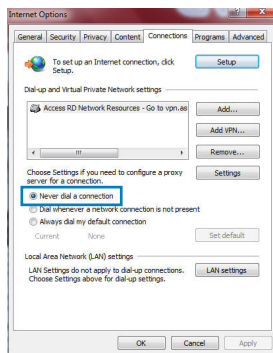 Internet Options
General Security Privacy Content Connections Programs Advanced
To set up an Internet connection, click
Setup.
Setup
Dial-up and Virtual Private Network settings
Access RD Network Resources - Go to vpn.as
Add...
Add VPN...
Remove...
Choose Settings if you need to configure a proxy
server for a connection.
Settings
Never dial a connection
Dial whenever a network connection is not present
Always dial my default connection
Current None
Set default
Local Area Network (LAN) settings
LAN Settings do not apply to dial-up connections.
Choose Settings above for dial-up settings.
LAN settings
OK Cancel Apply